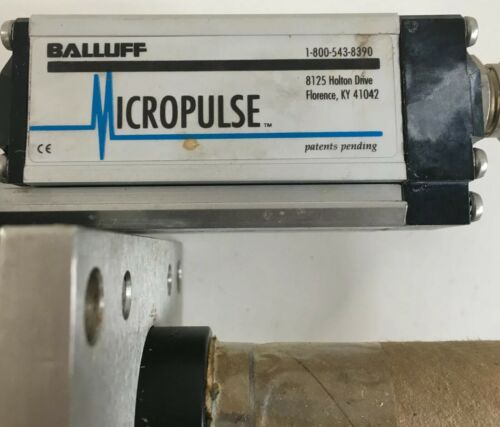 BALLUFF
1-800-543-8390
8125 Holton Drive
Florence, KY 41042
MICROPULSE™
CE
patents pending